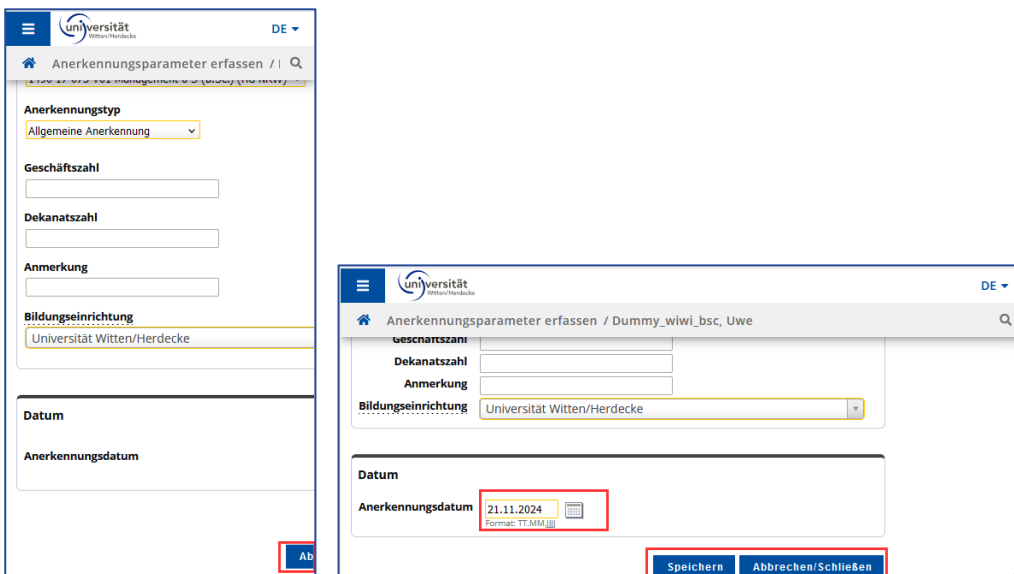 universität
Witten/Herdecke
DE
Anerkennungsparameter erfassen /
Anerkennungstyp
Allgemeine Anerkennung
Geschäftszahl
Dekanatszahl
Anmerkung
Bildungseinrichtung
Universität Witten/Herdecke
Datum
Anerkennungsdatum
Ab
universität
Witten/Herdecke
DE
Anerkennungsparameter erfassen / Dummy_wiwi_bsc, Uwe
Geschäftszahl
Dekanatszahl
Anmerkung
Bildungseinrichtung Universität Witten/Herdecke
Datum
Anerkennungsdatum 21.11.2024
Format: TT.MM.JJJJ
Speichern Abbrechen/Schließen